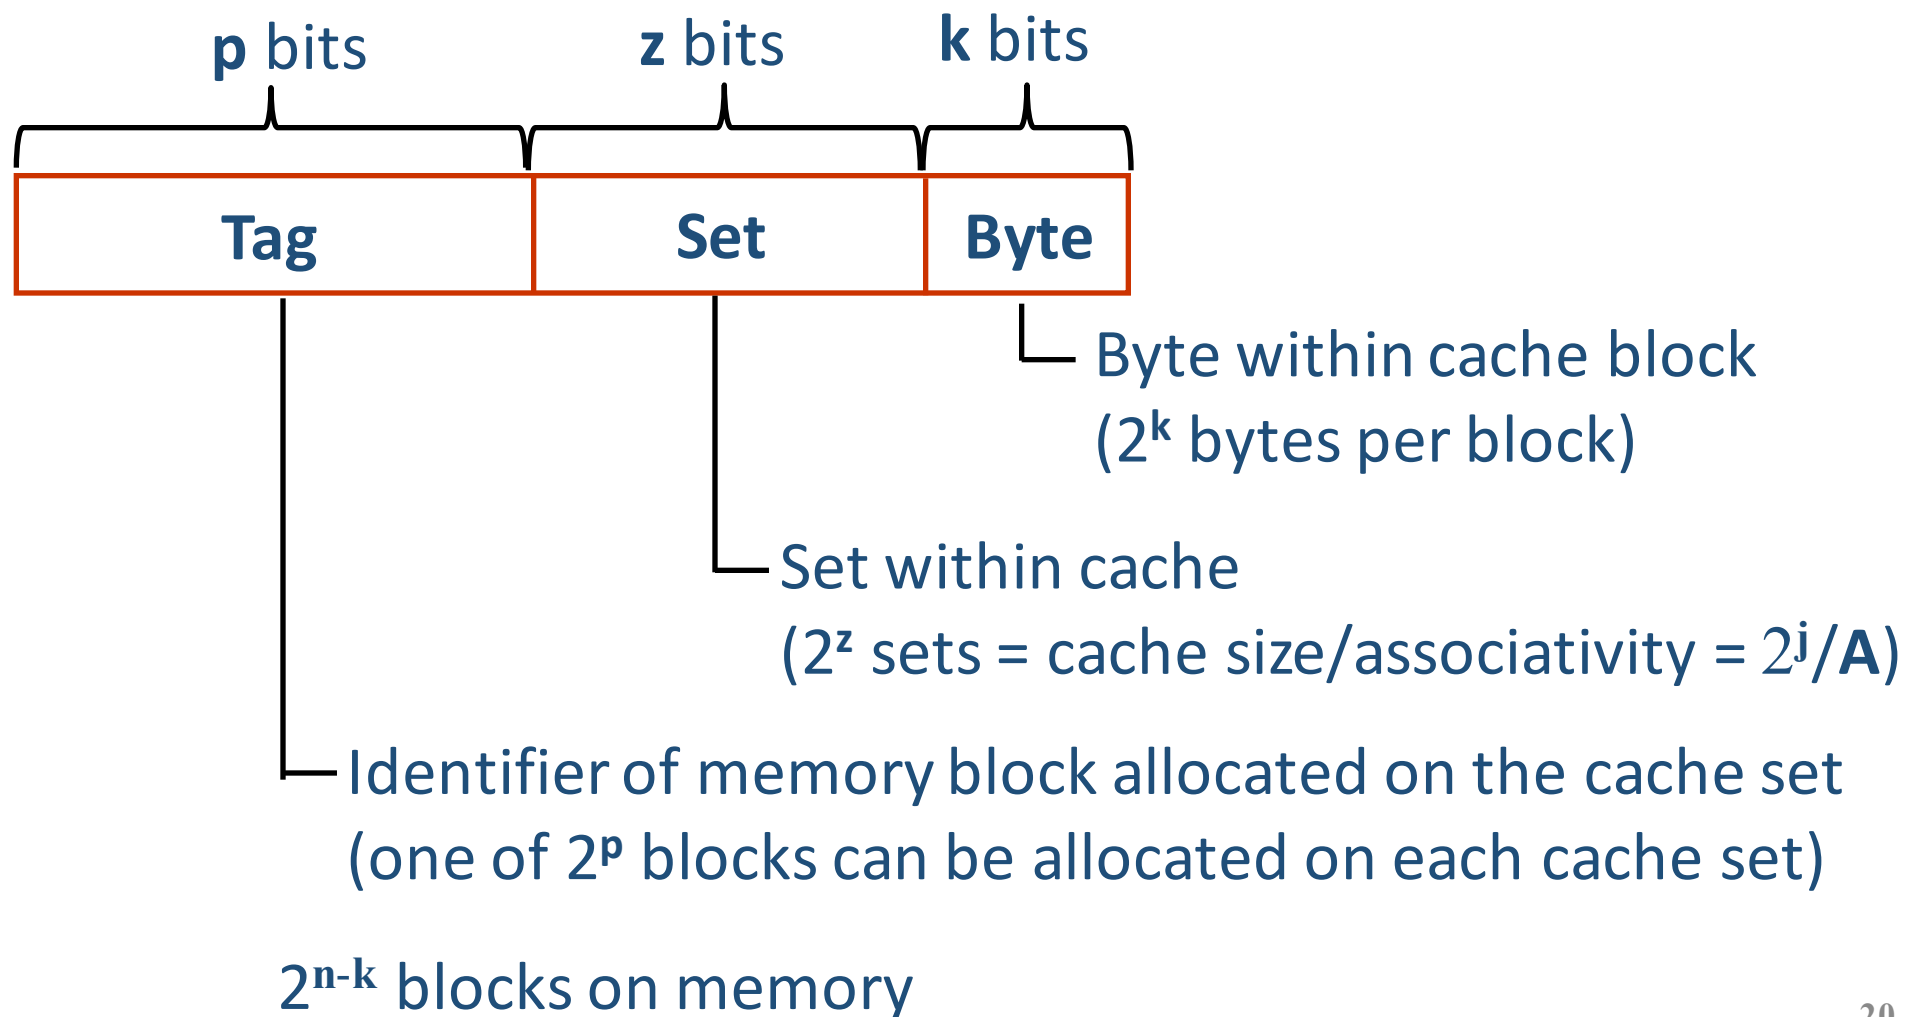 p bits z bits k bits
Tag Set Byte
Byte within cache block
(2ᵏ bytes per block)
Set within cache
(2ᶻ sets = cache size/associativity = 2ʲ/A)
Identifier of memory block allocated on the cache set
(one of 2ᵖ blocks can be allocated on each cache set)
2ⁿ⁻ᵏ blocks on memory
20